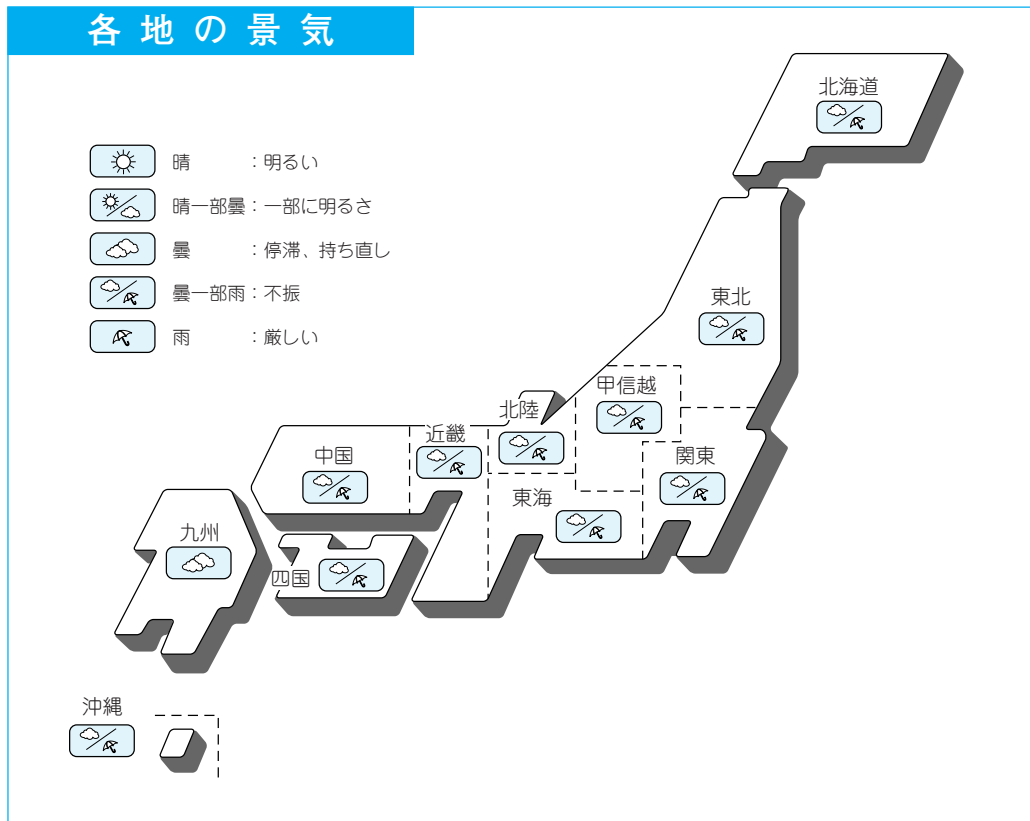 各地の景気
晴 :明るい
晴一部曇:一部に明るさ
曇 :停滞、持ち直し
曇一部雨:不振
雨 :厳しい
北海道
東北
甲信越
北陸
近畿
中国
関東
東海
九州
四国
沖縄